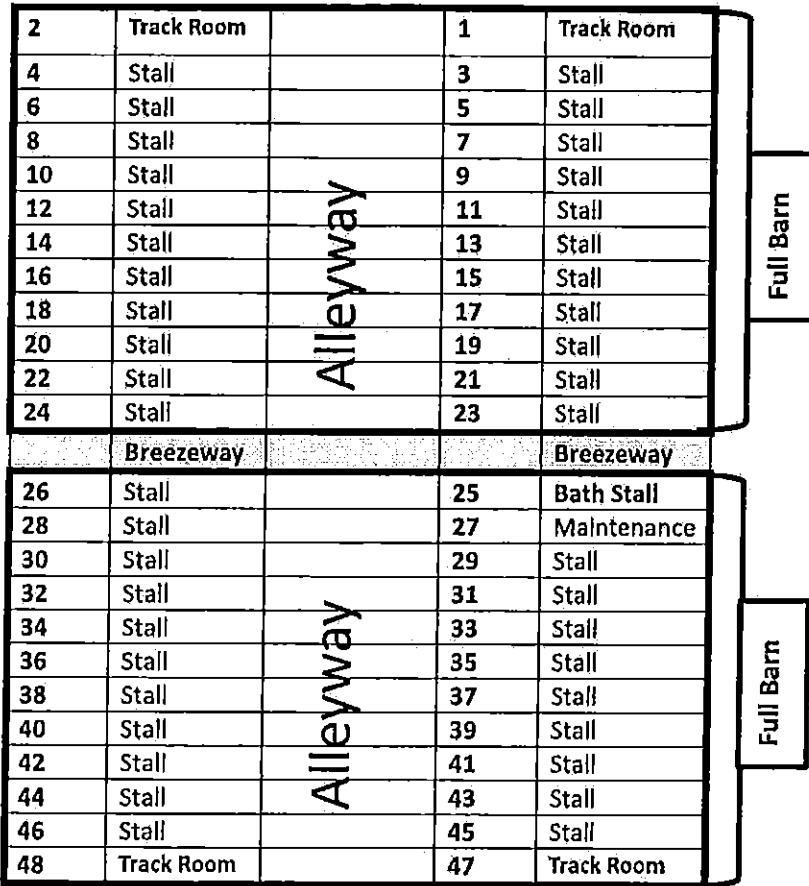 2 Track Room 1 Track Room
4 Stall 3 Stall
6 Stall 5 Stall
8 Stall 7 Stall
10 Stall 9 Stall
12 Stall 11 Stall
14 Stall 13 Stall
16 Stall 15 Stall
18 Stall 17 Stall
20 Stall 19 Stall
22 Stall 21 Stall
24 Stall 23 Stall
Alleyway
Full Barn
Breezeway Breezeway
26 Stall 25 Bath Stall
28 Stall 27 Maintenance
30 Stall 29 Stall
32 Stall 31 Stall
34 Stall 33 Stall
36 Stall 35 Stall
38 Stall 37 Stall
40 Stall 39 Stall
42 Stall 41 Stall
44 Stall 43 Stall
46 Stall 45 Stall
48 Track Room 47 Track Room
Alleyway
Full Barn